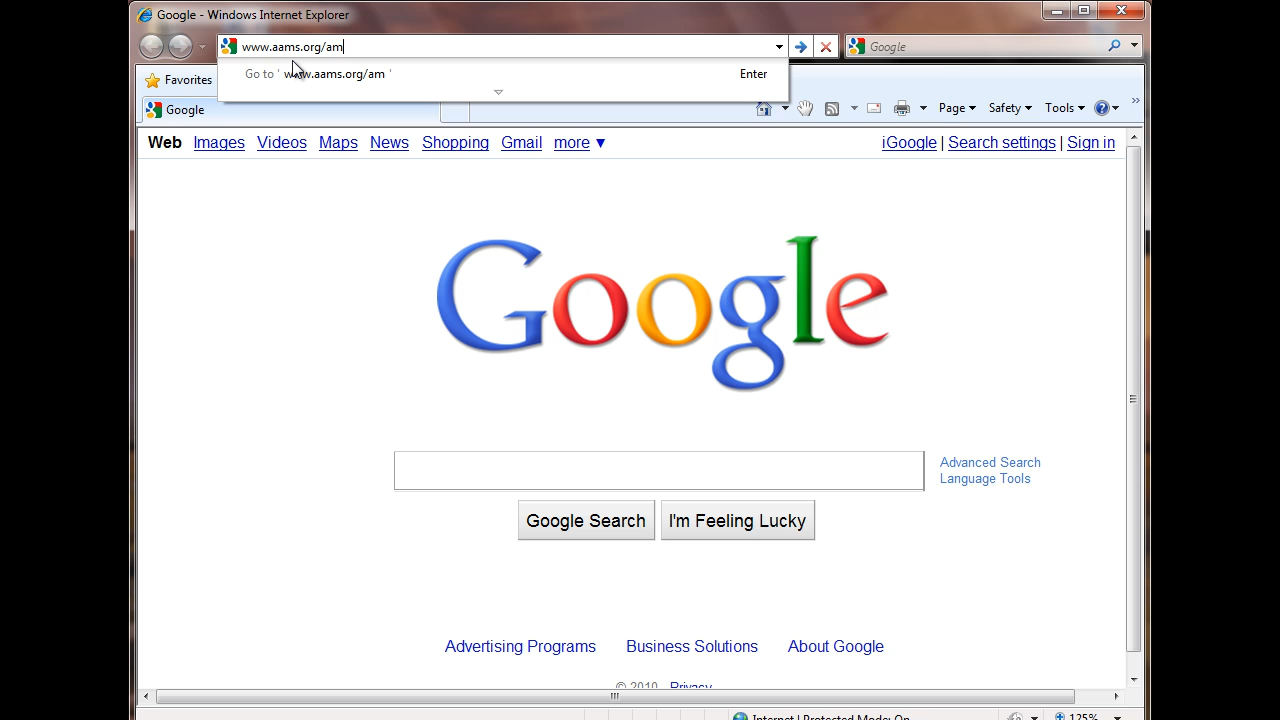 Google - Windows Internet Explorer
www.aams.org/am
Google
Go to ' www.aams.org/am ' Enter
Favorites
Google
Page Safety Tools
Web Images Videos Maps News Shopping Gmail more ▼ iGoogle | Search settings | Sign in
Google
Advanced Search
Language Tools
Google Search I'm Feeling Lucky
Advertising Programs Business Solutions About Google
© 2010 Privacy
Internet | Protected Mode: On 125%